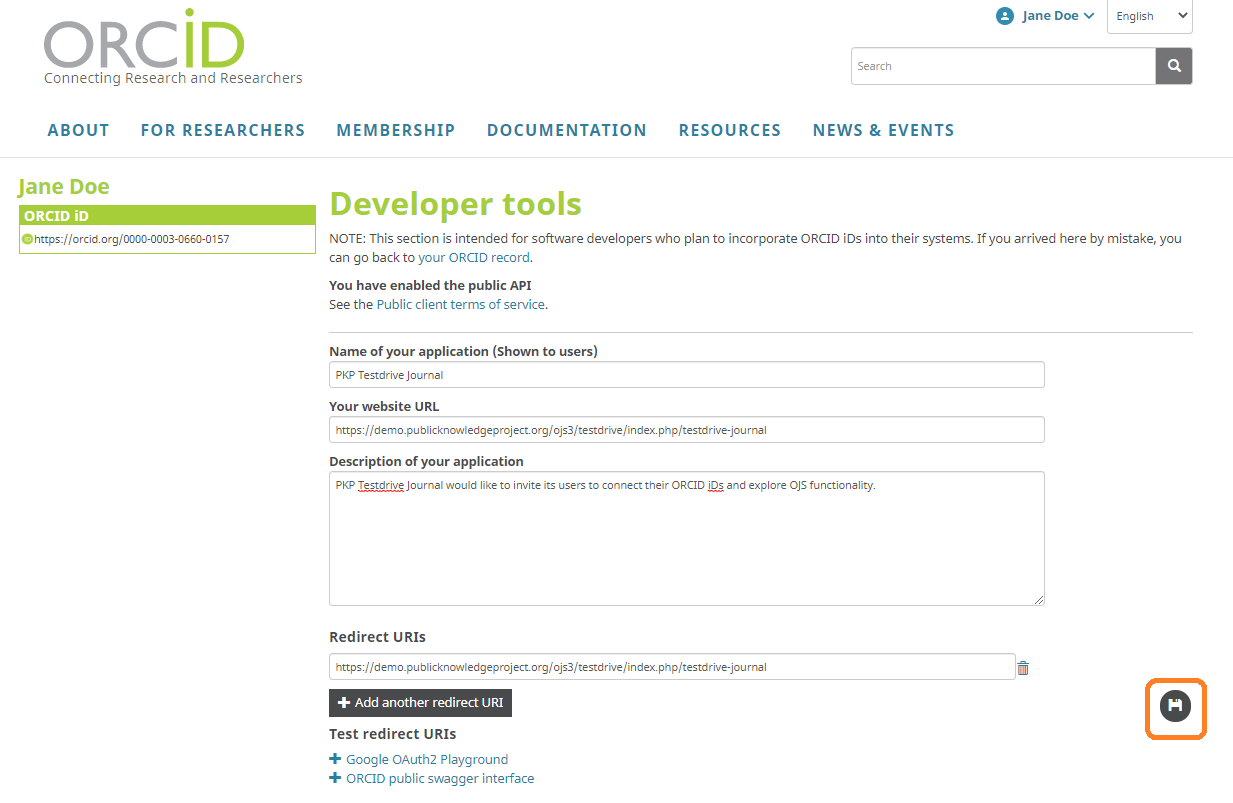 ORCiD
Connecting Research and Researchers
Jane Doe
English
Search
ABOUT
FOR RESEARCHERS
MEMBERSHIP
DOCUMENTATION
RESOURCES
NEWS & EVENTS
Jane Doe
ORCID iD
iD https://orcid.org/0000-0003-0660-0157
Developer tools
NOTE: This section is intended for software developers who plan to incorporate ORCID iDs into their systems. If you arrived here by mistake, you
can go back to your ORCID record.
You have enabled the public API
See the Public client terms of service.
Name of your application (Shown to users)
PKP Testdrive Journal
Your website URL
https://demo.publicknowledgeproject.org/ojs3/testdrive/index.php/testdrive-journal
Description of your application
PKP Testdrive Journal would like to invite its users to connect their ORCID iDs and explore OJS functionality.
Redirect URIs
https://demo.publicknowledgeproject.org/ojs3/testdrive/index.php/testdrive-journal
Add another redirect URI
Test redirect URIs
Google OAuth2 Playground
ORCID public swagger interface